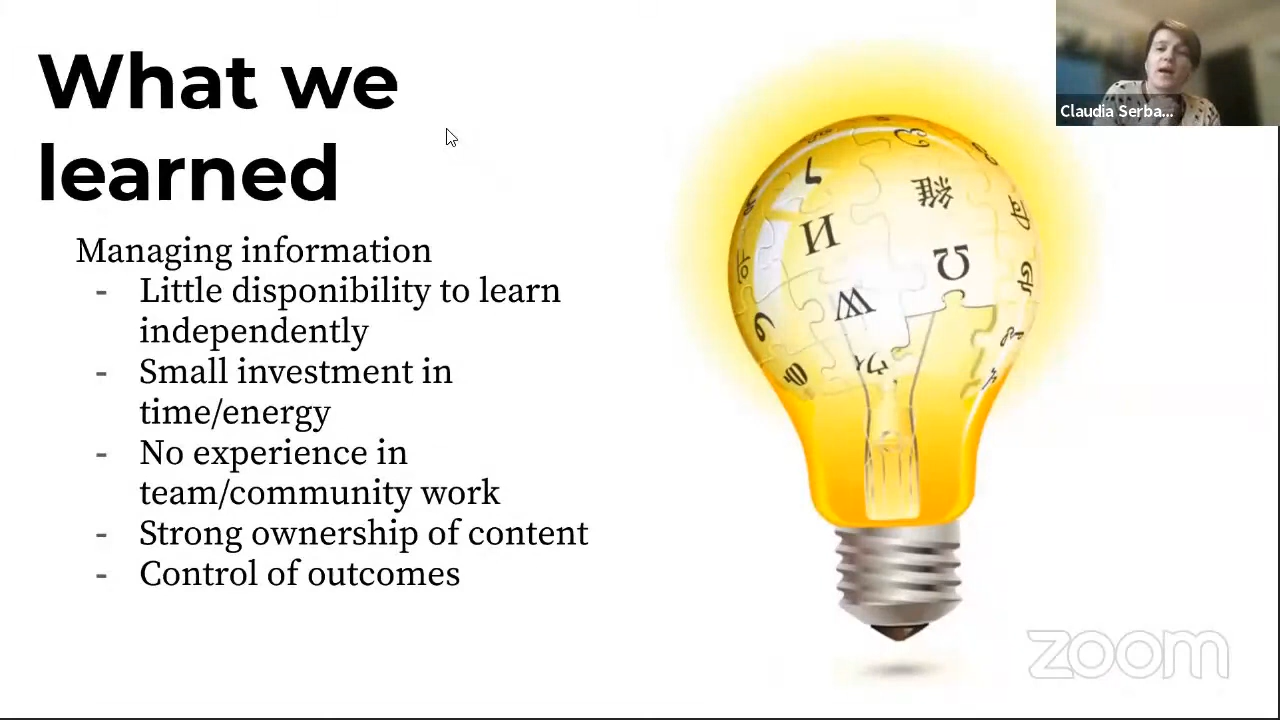 What we
learned
Claudia Serba...
Managing information
- Little disponibility to learn
independently
- Small investment in
time/energy
- No experience in
team/community work
- Strong ownership of content
- Control of outcomes
И
維
Ω
W
zoom